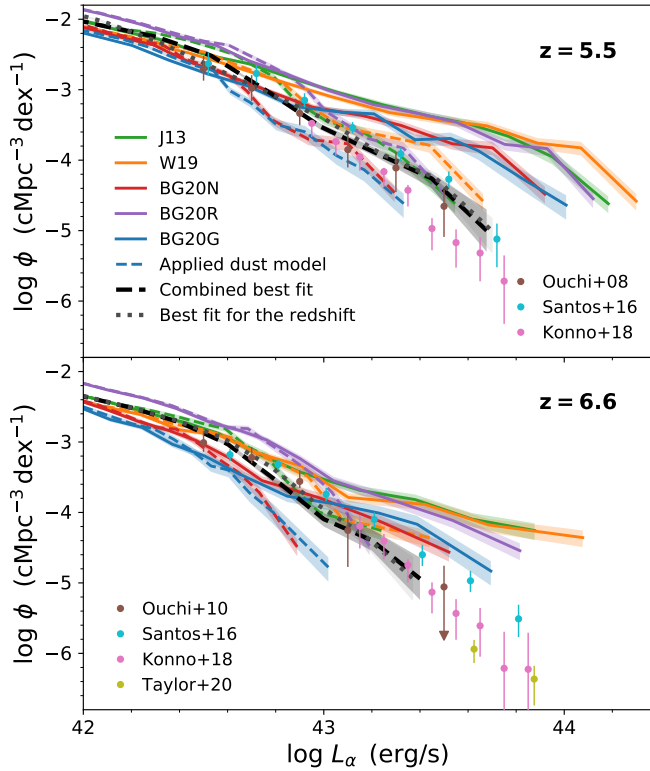 −2
−3
−4
−5
−6
log ϕ (cMpc⁻³ dex⁻¹)
z = 5.5
J13
W19
BG20N
BG20R
BG20G
Applied dust model
Combined best fit
Best fit for the redshift
Ouchi+08
Santos+16
Konno+18
−2
−3
−4
−5
−6
log ϕ (cMpc⁻³ dex⁻¹)
z = 6.6
Ouchi+10
Santos+16
Konno+18
Taylor+20
42 43 44
log Lα (erg/s)